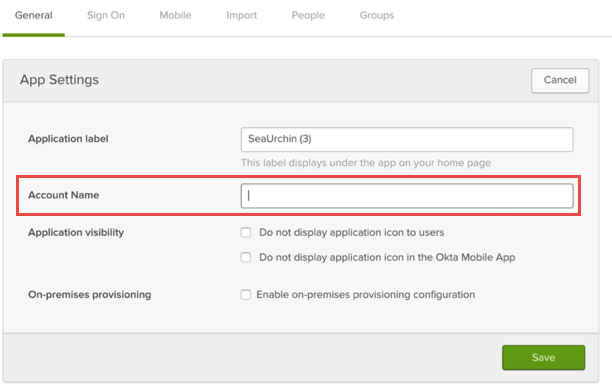 General Sign On Mobile Import People Groups
App Settings Cancel
Application label SeaUrchin (3)
This label displays under the app on your home page
Account Name
Application visibility Do not display application icon to users
Do not display application icon in the Okta Mobile App
On-premises provisioning Enable on-premises provisioning configuration
Save